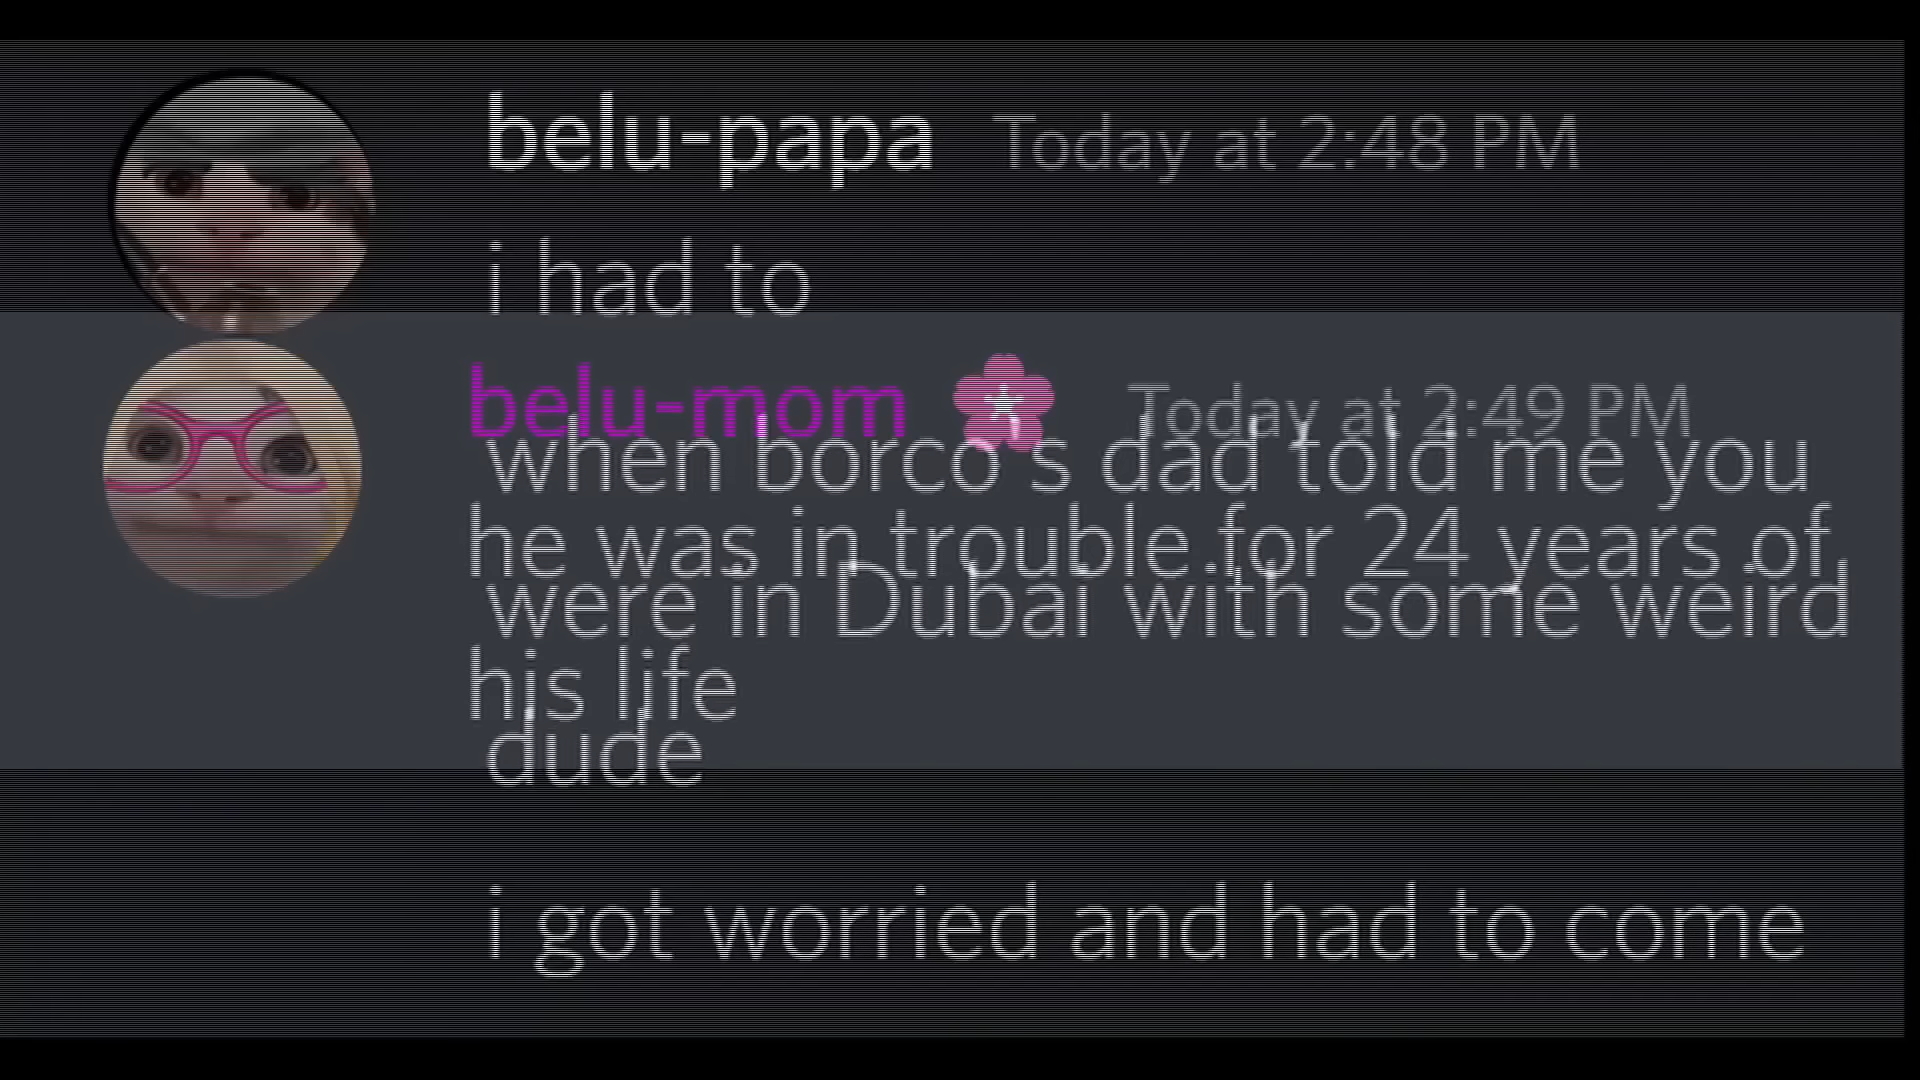 belu-papa Today at 2:48 PM
i had to
when borco's dad told me you
were in Dubai with some weird
dude
i got worried and had to come
belu-mom Today at 2:49 PM
he was in trouble for 24 years of
his life